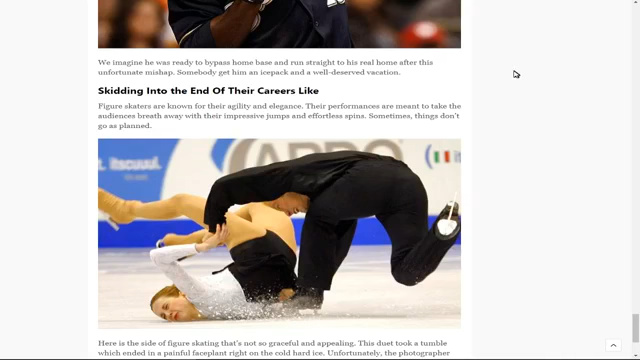 We imagine he was ready to bypass home base and run straight to his real home after this
unfortunate mishap. Somebody get him an icepack and a well-deserved vacation.
Skidding Into the End Of Their Careers Like
Figure skaters are known for their agility and elegance. Their performances are meant to take the
audiences breath away with their impressive jumps and effortless spins. Sometimes, things don't
go as planned.
Here is the side of figure skating that's not so graceful and appealing. This duet took a tumble
which ended in a painful faceplant right on the cold hard ice. Unfortunately, the photographer